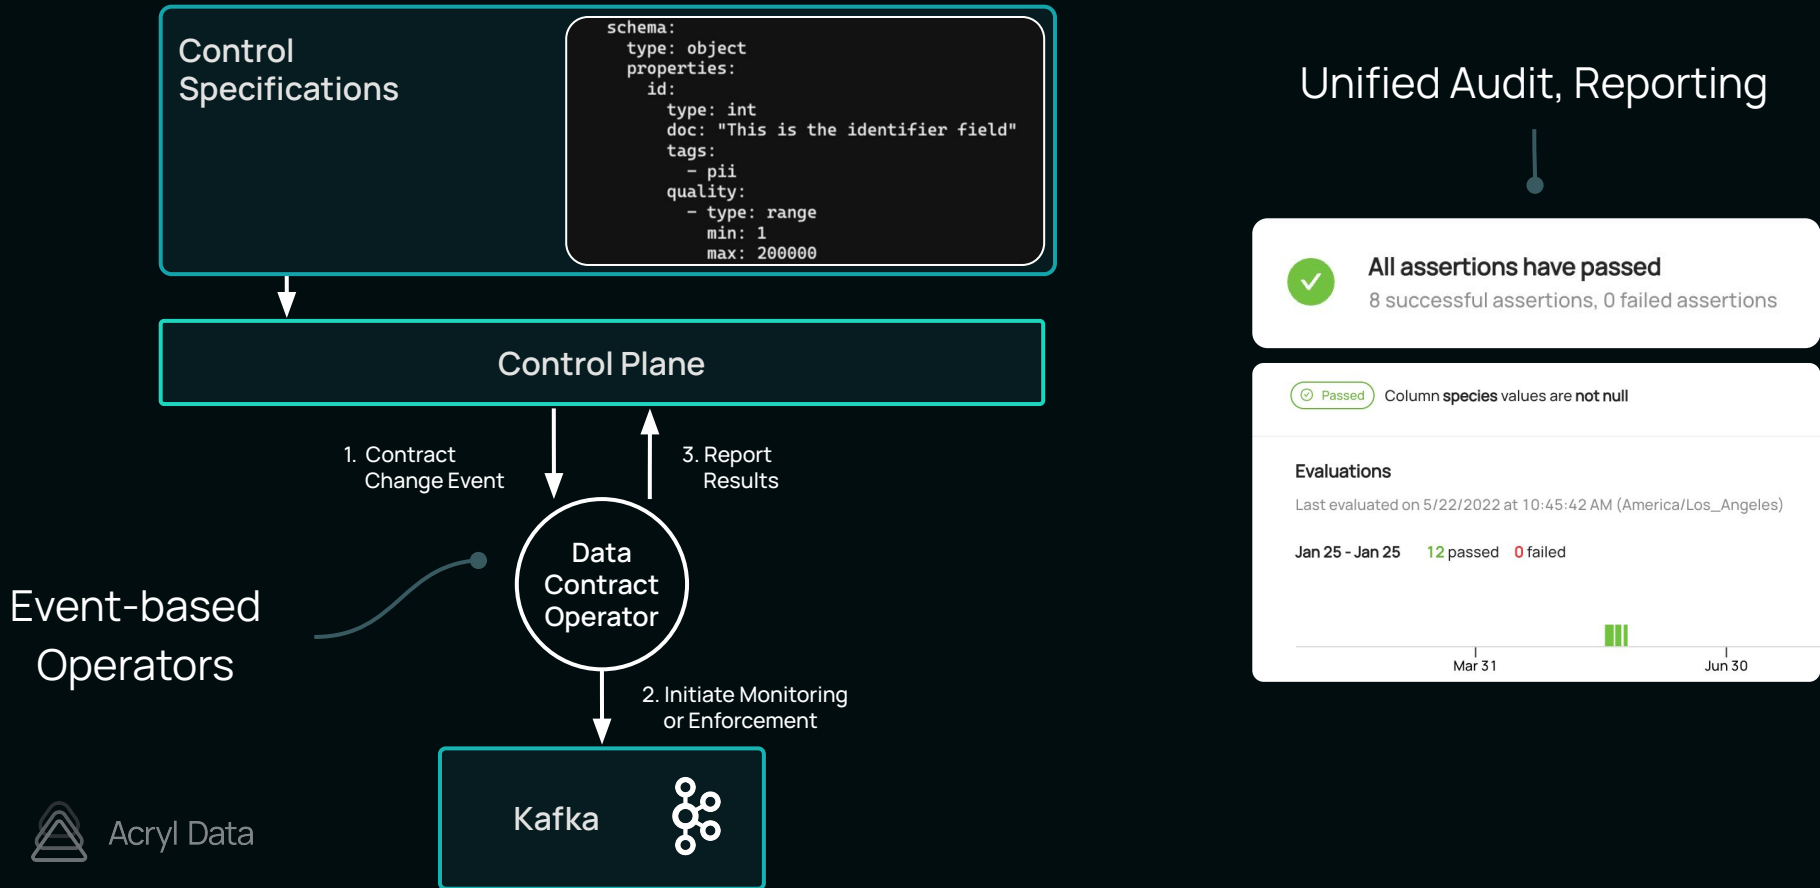 Control
Specifications
schema:
  type: object
  properties:
    id:
      type: int
      doc: "This is the identifier field"
      tags:
        - pii
      quality:
        - type: range
          min: 1
          max: 200000
Control Plane
1. Contract
Change Event
3. Report
Results
Data
Contract
Operator
Event-based
Operators
2. Initiate Monitoring
or Enforcement
Kafka
Acryl Data
Unified Audit, Reporting
All assertions have passed
8 successful assertions, 0 failed assertions
Passed Column species values are not null
Evaluations
Last evaluated on 5/22/2022 at 10:45:42 AM (America/Los_Angeles)
Jan 25 - Jan 25 12 passed 0 failed
Mar 31 Jun 30